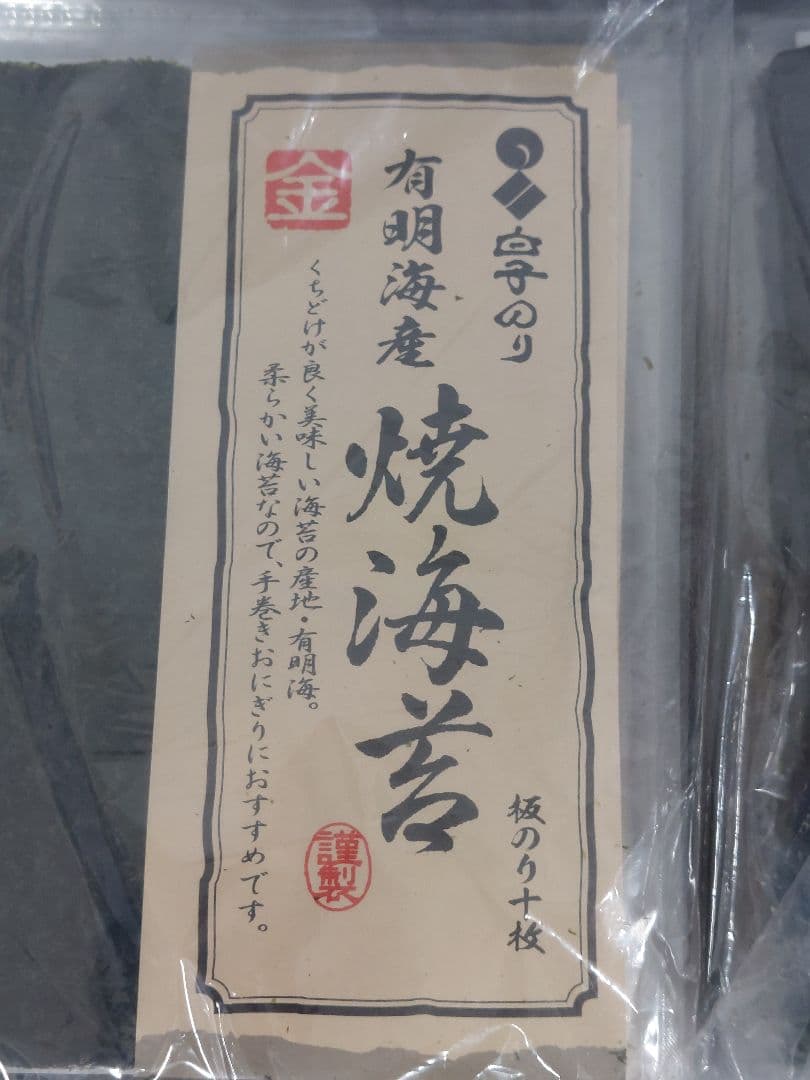 白子のり
有明海産
焼海苔
板のり十枚
金
くちどけが良く美味しい海苔の産地・有明海。
柔らかい海苔なので、手巻きおにぎりにおすすめです。
謹製